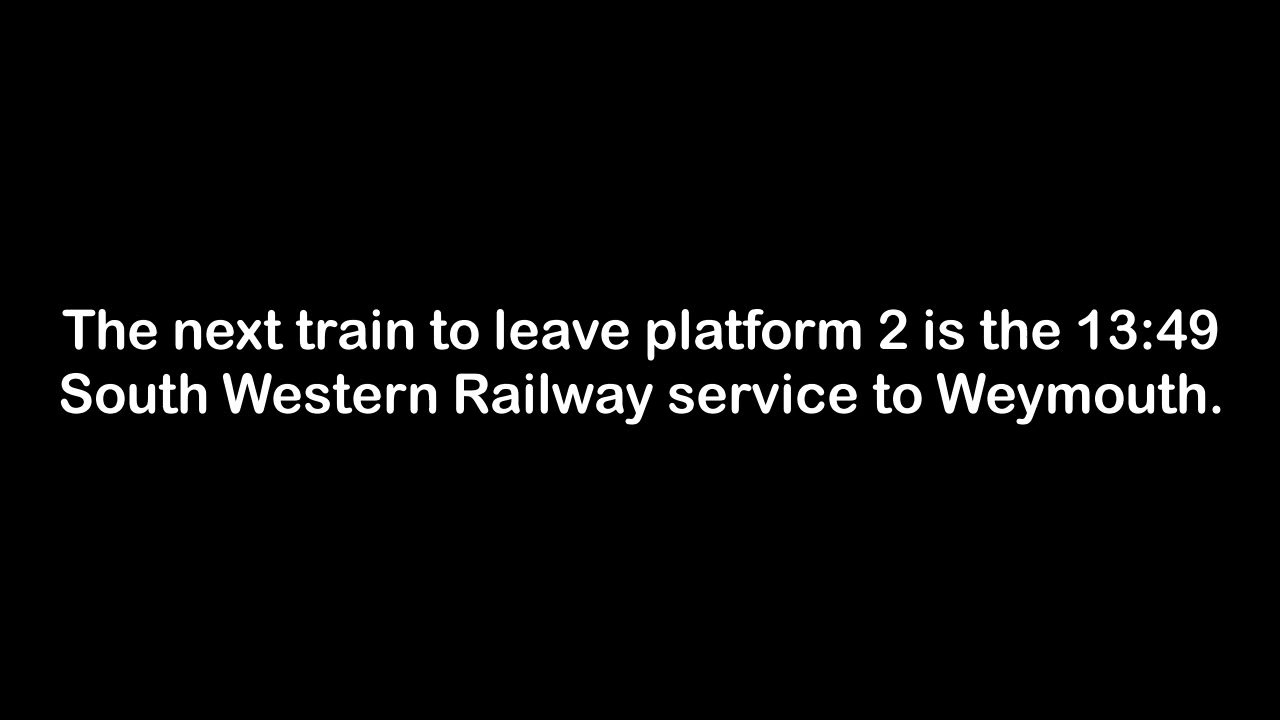 The next train to leave platform 2 is the 13:49
South Western Railway service to Weymouth.